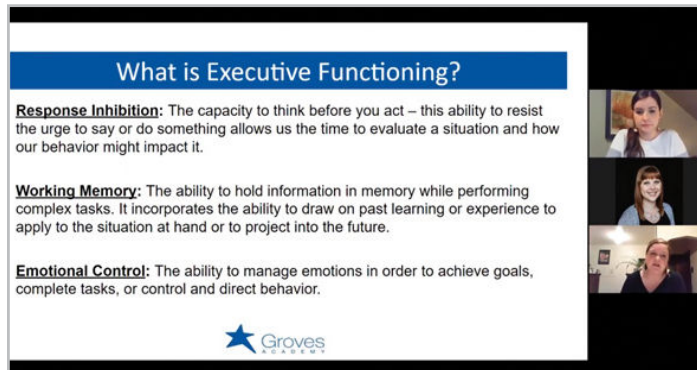 What is Executive Functioning?
Response Inhibition: The capacity to think before you act – this ability to resist
the urge to say or do something allows us the time to evaluate a situation and how
our behavior might impact it.
Working Memory: The ability to hold information in memory while performing
complex tasks. It incorporates the ability to draw on past learning or experience to
apply to the situation at hand or to project into the future.
Emotional Control: The ability to manage emotions in order to achieve goals,
complete tasks, or control and direct behavior.
Groves
ACADEMY